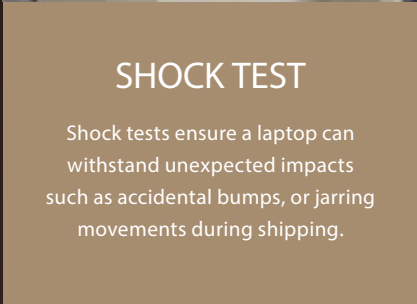 SHOCK TEST
Shock tests ensure a laptop can
withstand unexpected impacts
such as accidental bumps, or jarring
movements during shipping.